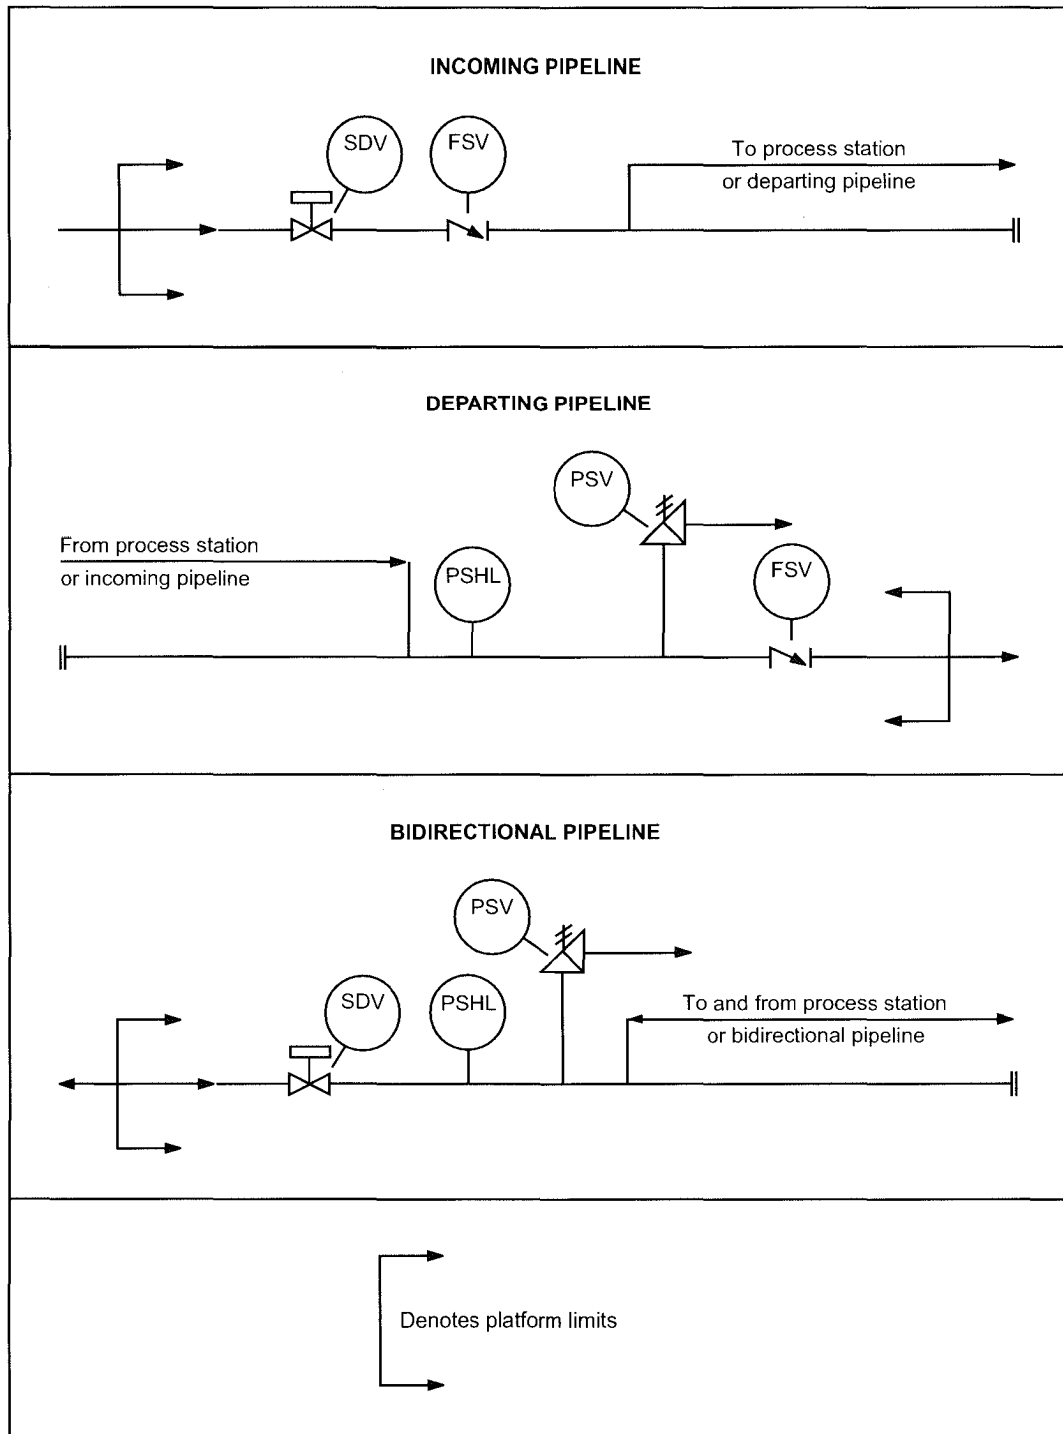 INCOMING PIPELINE
SDV
FSV
To process station
or departing pipeline
DEPARTING PIPELINE
PSV
From process station
or incoming pipeline
PSHL
FSV
BIDIRECTIONAL PIPELINE
PSV
SDV
PSHL
To and from process station
or bidirectional pipeline
Denotes platform limits